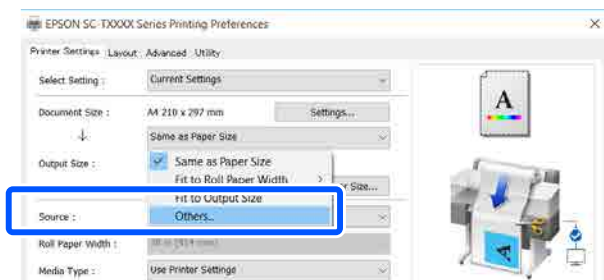 EPSON SC-TXXXX Series Printing Preferences
Printer Settings Layout Advanced Utility
Select Setting : Current Settings
Document Size : A4 210 x 297 mm Settings...
Same as Paper Size
Output Size : Same as Paper Size
Fit to Roll Paper Width
Size...
Fit to Output Size
Source : Others...
Roll Paper Width :
Media Type : Use Printer Settings
A